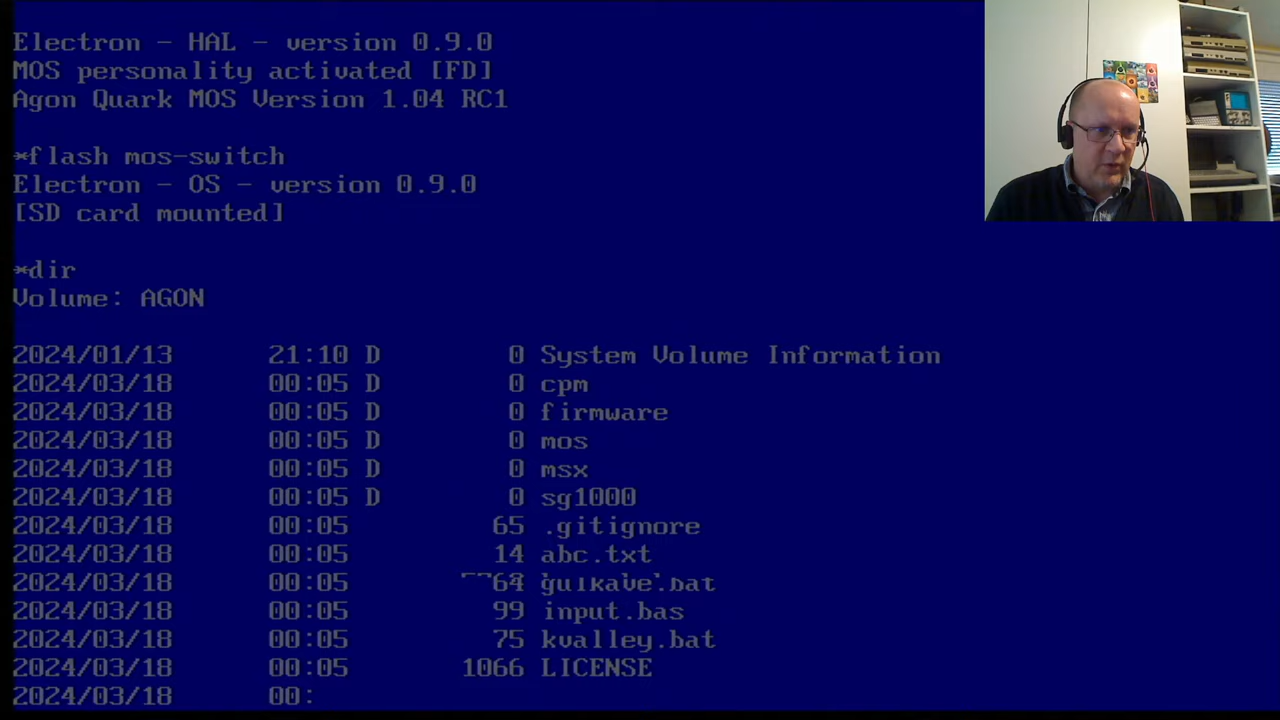 Electron - HAL - version 0.9.0
MOS personality activated [FD]
Agon Quark MOS Version 1.04 RC1
*flash mos-switch
Electron - OS - version 0.9.0
[SD card mounted]
*dir
Volume: AGON
2024/01/13 21:10 D 0 System Volume Information
2024/03/18 00:05 D 0 cpm
2024/03/18 00:05 D 0 firmware
2024/03/18 00:05 D 0 mos
2024/03/18 00:05 D 0 msx
2024/03/18 00:05 D 0 sg1000
2024/03/18 00:05 65 .gitignore
2024/03/18 00:05 14 abc.txt
2024/03/18 00:05
2024/03/18 00:05 99 input.bas
2024/03/18 00:05 75 kvalley.bat
2024/03/18 00:05 1066 LICENSE
2024/03/18 00: